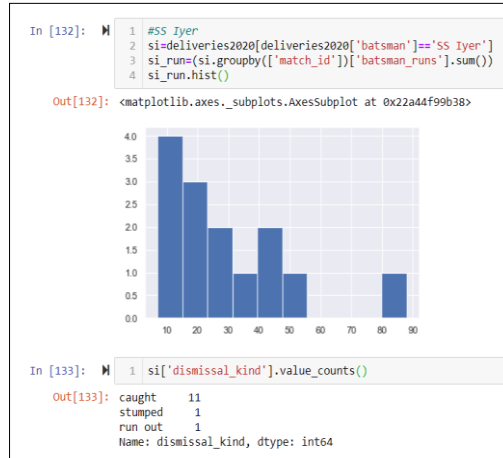 In [132]:
1 #SS Iyer
2 si=deliveries2020[deliveries2020['batsman']=='SS Iyer']
3 si_run=(si.groupby(['match_id'])['batsman_runs'].sum())
4 si_run.hist()
Out[132]: <matplotlib.axes._subplots.AxesSubplot at 0x22a44f99b38>
4.0
3.5
3.0
2.5
2.0
1.5
1.0
0.5
0.0
10 20 30 40 50 60 70 80 90
In [133]:
1 si['dismissal_kind'].value_counts()
Out[133]: caught 11
stumped 1
run out 1
Name: dismissal_kind, dtype: int64